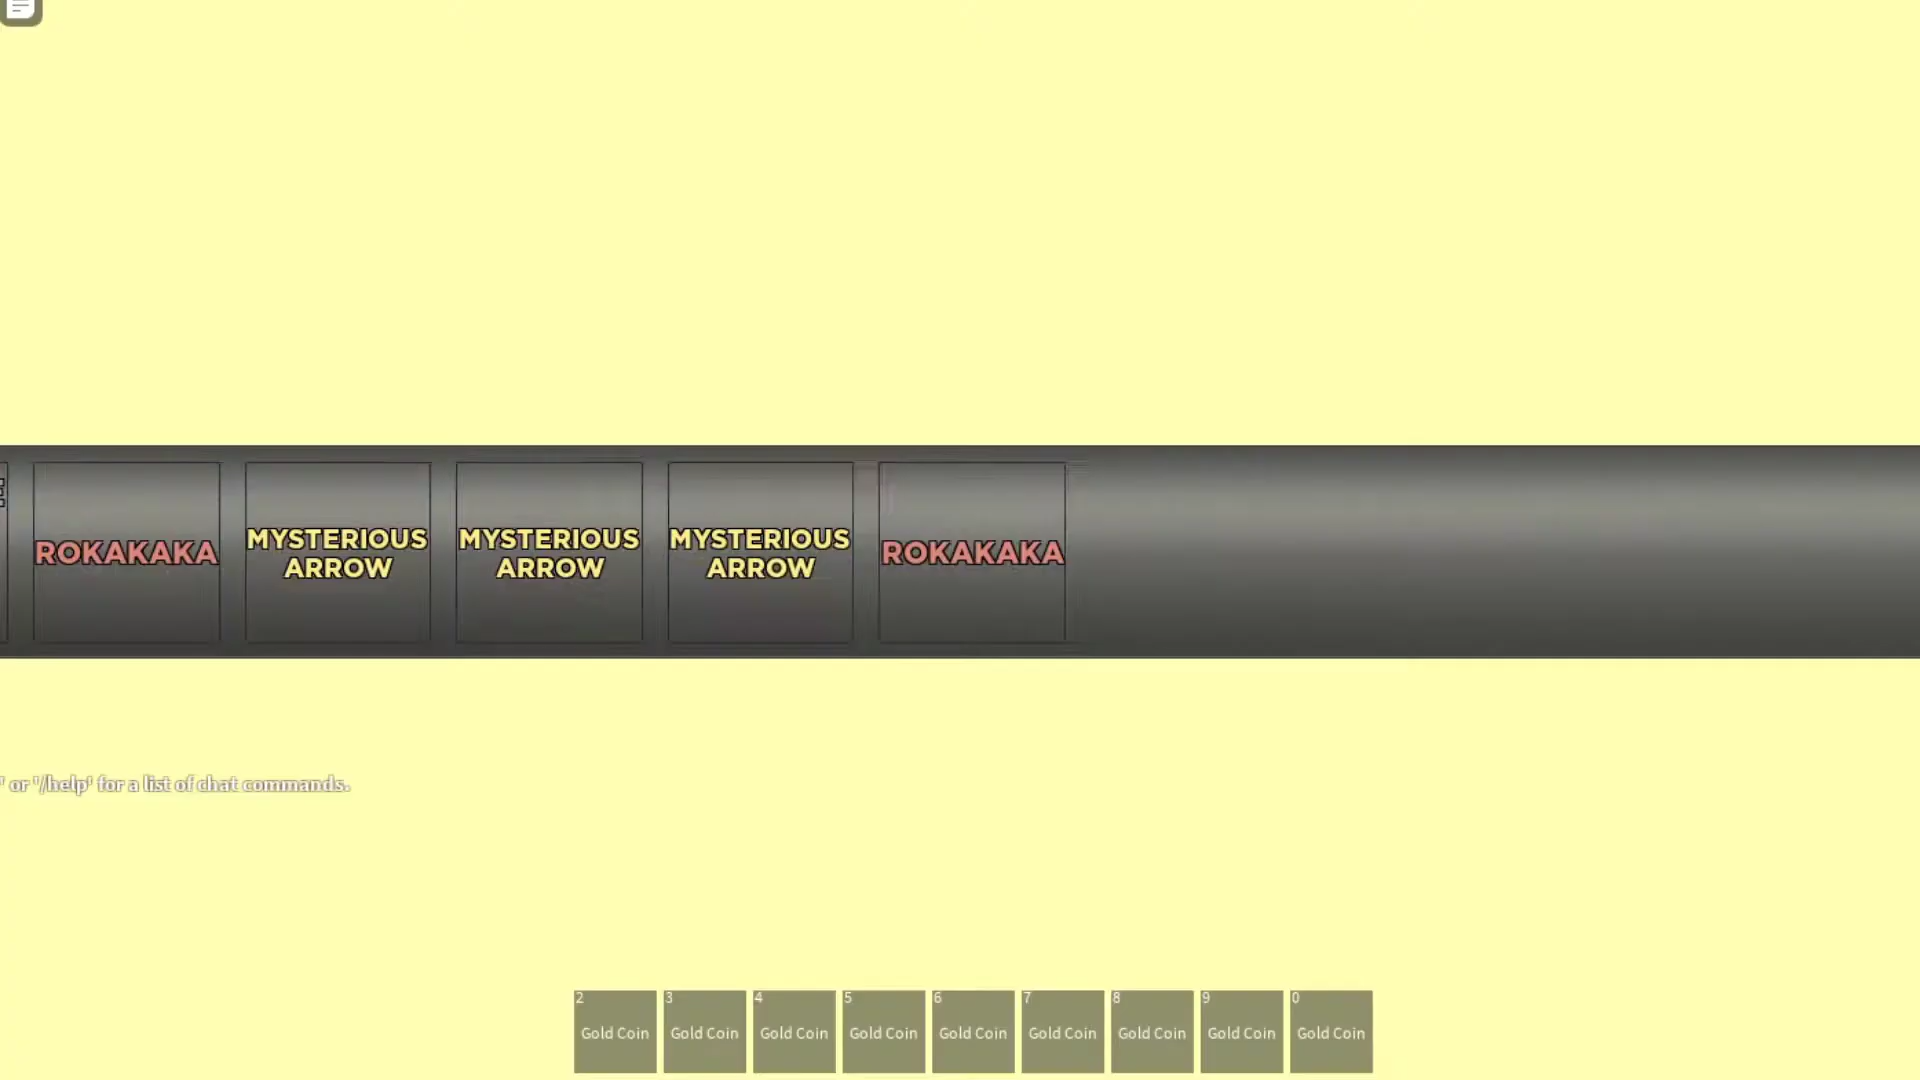 ROKAKAKA
MYSTERIOUS
ARROW
MYSTERIOUS
ARROW
MYSTERIOUS
ARROW
ROKAKAKA
' or '/help' for a list of chat commands.
2
Gold Coin
3
Gold Coin
4
Gold Coin
5
Gold Coin
6
Gold Coin
7
Gold Coin
8
Gold Coin
9
Gold Coin
0
Gold Coin